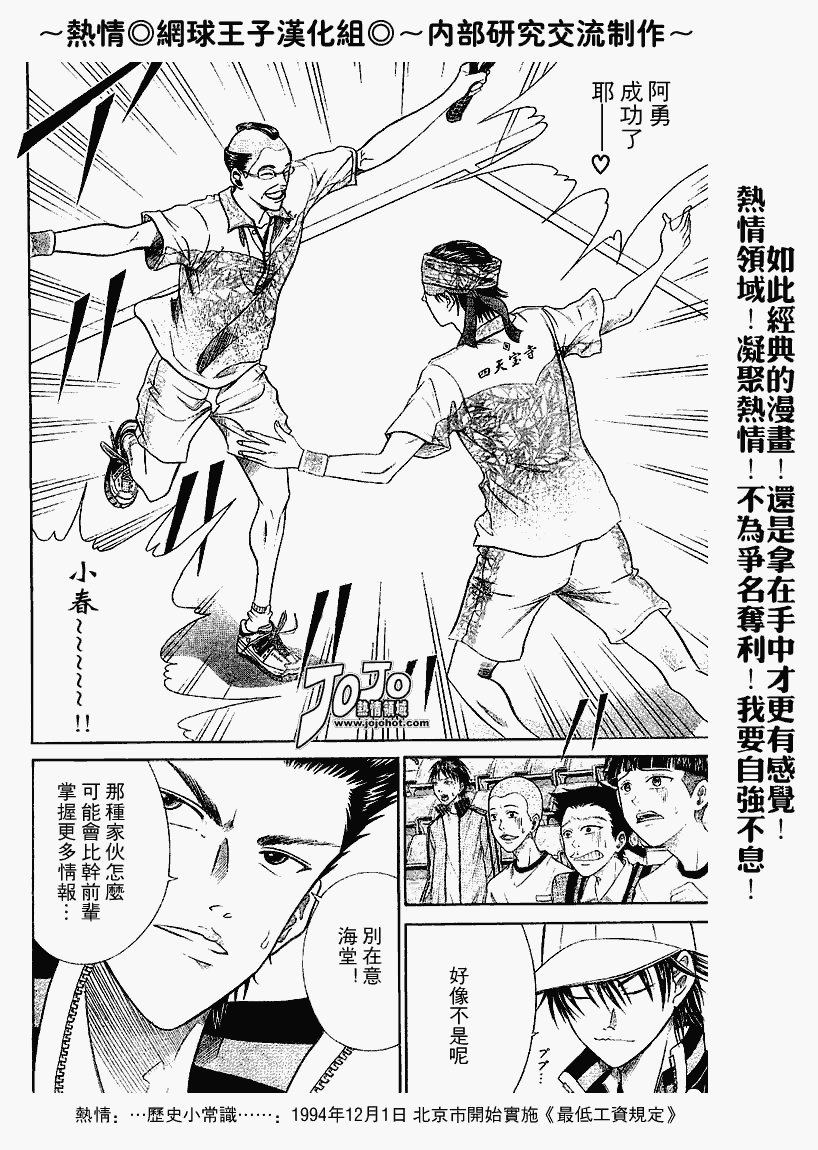 ～熱情◎網球王子漢化組◎～内部研究交流制作～
阿勇
成功了
耶——♡
四天宝寺
小春～～～～～!!
JOJO
熱情領域
www.jojohot.com
如此經典的漫畫！還是拿在手中才更有感覺！
熱情領域！凝聚熱情！不為爭名奪利！我要自強不息！
那種家伙怎麼
可能會比幹前輩
掌握更多情報…
別在意
海堂！
好像不是呢
ププ…
熱情：…歷史小常識……：1994年12月1日 北京市開始實施《最低工資規定》